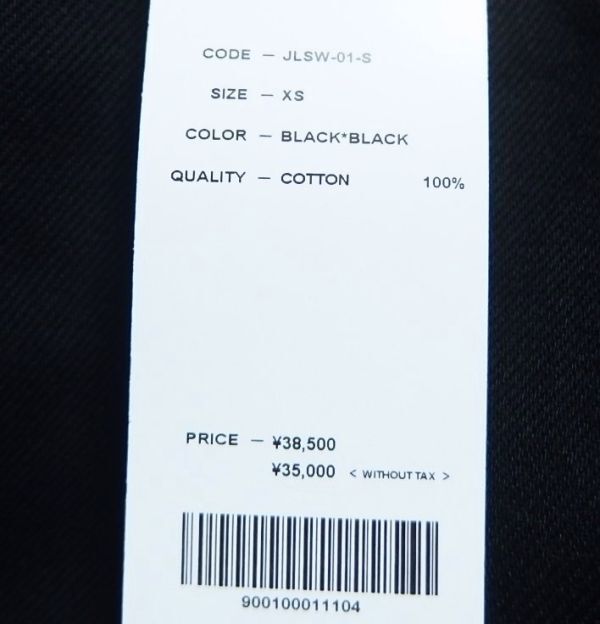 CODE — JLSW-01-S
SIZE — XS
COLOR — BLACK*BLACK
QUALITY — COTTON 100%
PRICE — ¥38,500
¥35,000 < WITHOUT TAX >
900100011104